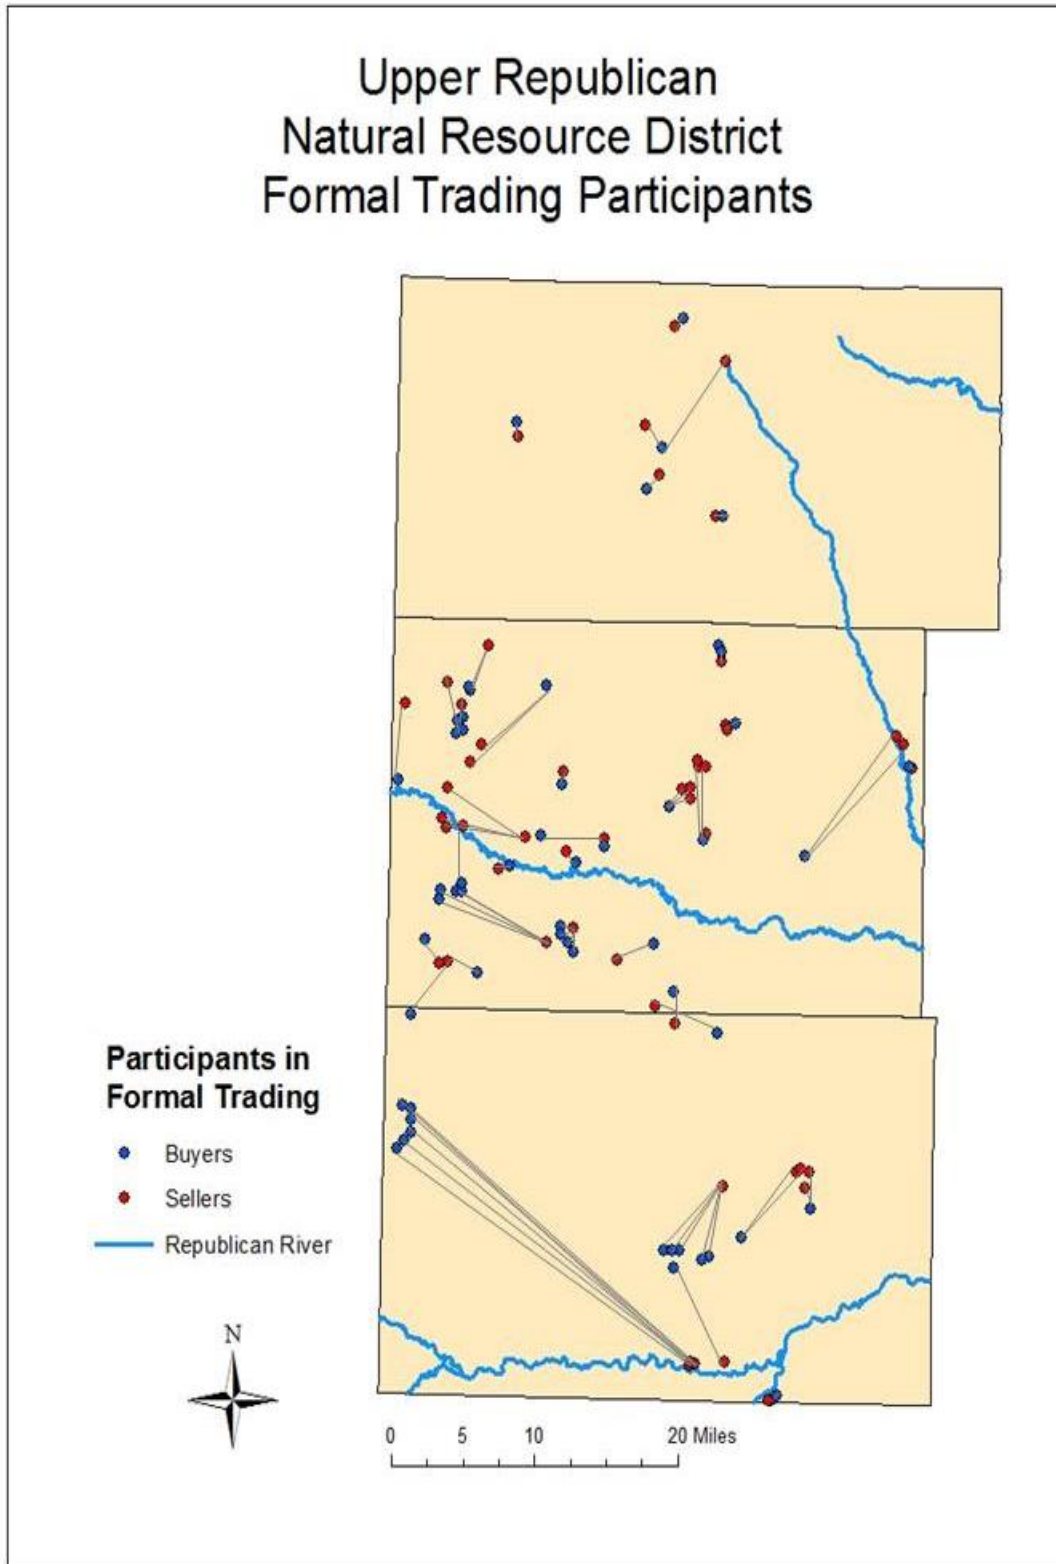 Upper Republican
Natural Resource District
Formal Trading Participants
Participants in
Formal Trading
Buyers
Sellers
Republican River
N
0 5 10 20 Miles